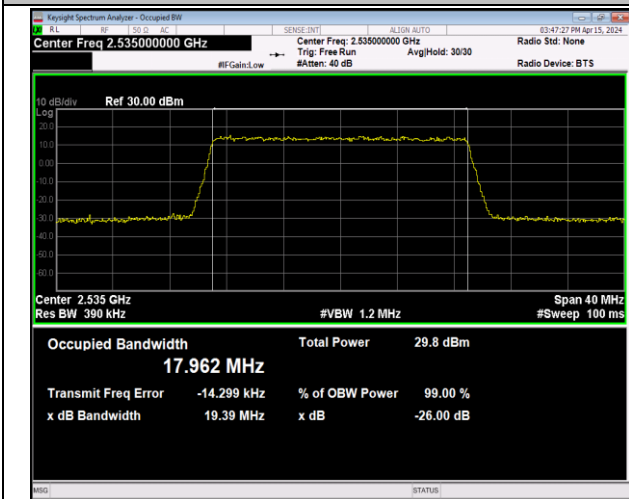 Keysight Spectrum Analyzer - Occupied BW
RL RF 50 Ω AC SENSE:INT ALIGN AUTO 03:47:27 PM Apr 15, 2024
Center Freq 2.535000000 GHz Center Freq: 2.535000000 GHz Radio Std: None
Trig: Free Run Avg|Hold: 30/30
#IFGain:Low #Atten: 40 dB Radio Device: BTS
10 dB/div Ref 30.00 dBm
Log
20.0
10.0
0.00
-10.0
-20.0
-30.0
-40.0
-50.0
-60.0
Center 2.535 GHz Span 40 MHz
Res BW 390 kHz #VBW 1.2 MHz #Sweep 100 ms
Occupied Bandwidth Total Power 29.8 dBm
17.962 MHz
Transmit Freq Error -14.299 kHz % of OBW Power 99.00 %
x dB Bandwidth 19.39 MHz x dB -26.00 dB
MSG STATUS